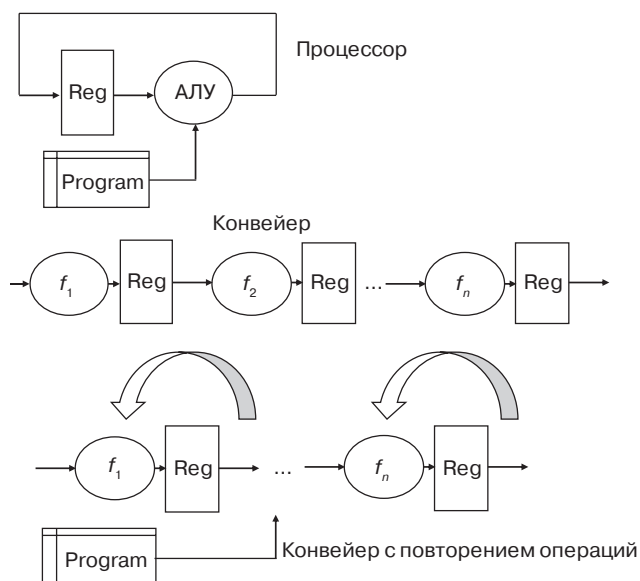 Процессор
Reg
АЛУ
Program
Конвейер
f1 Reg f2 Reg ... fn Reg
f1 Reg ... fn Reg
Program
Конвейер с повторением операций